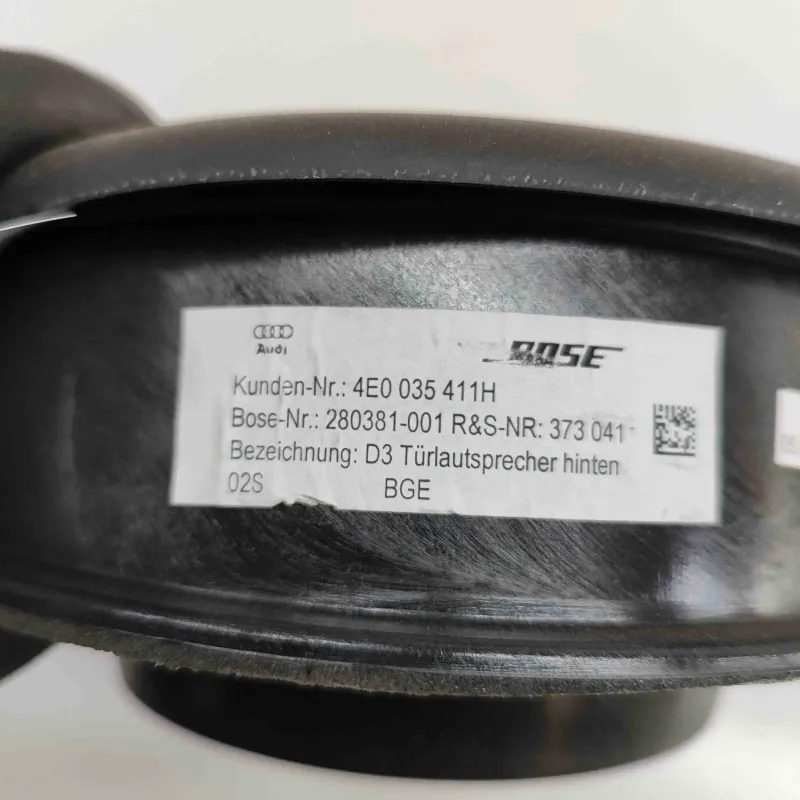 Audi
BOSE
Kunden-Nr.: 4E0 035 411H
Bose-Nr.: 280381-001 R&S-NR: 373 041
Bezeichnung: D3 Türlautsprecher hinten
02S BGE